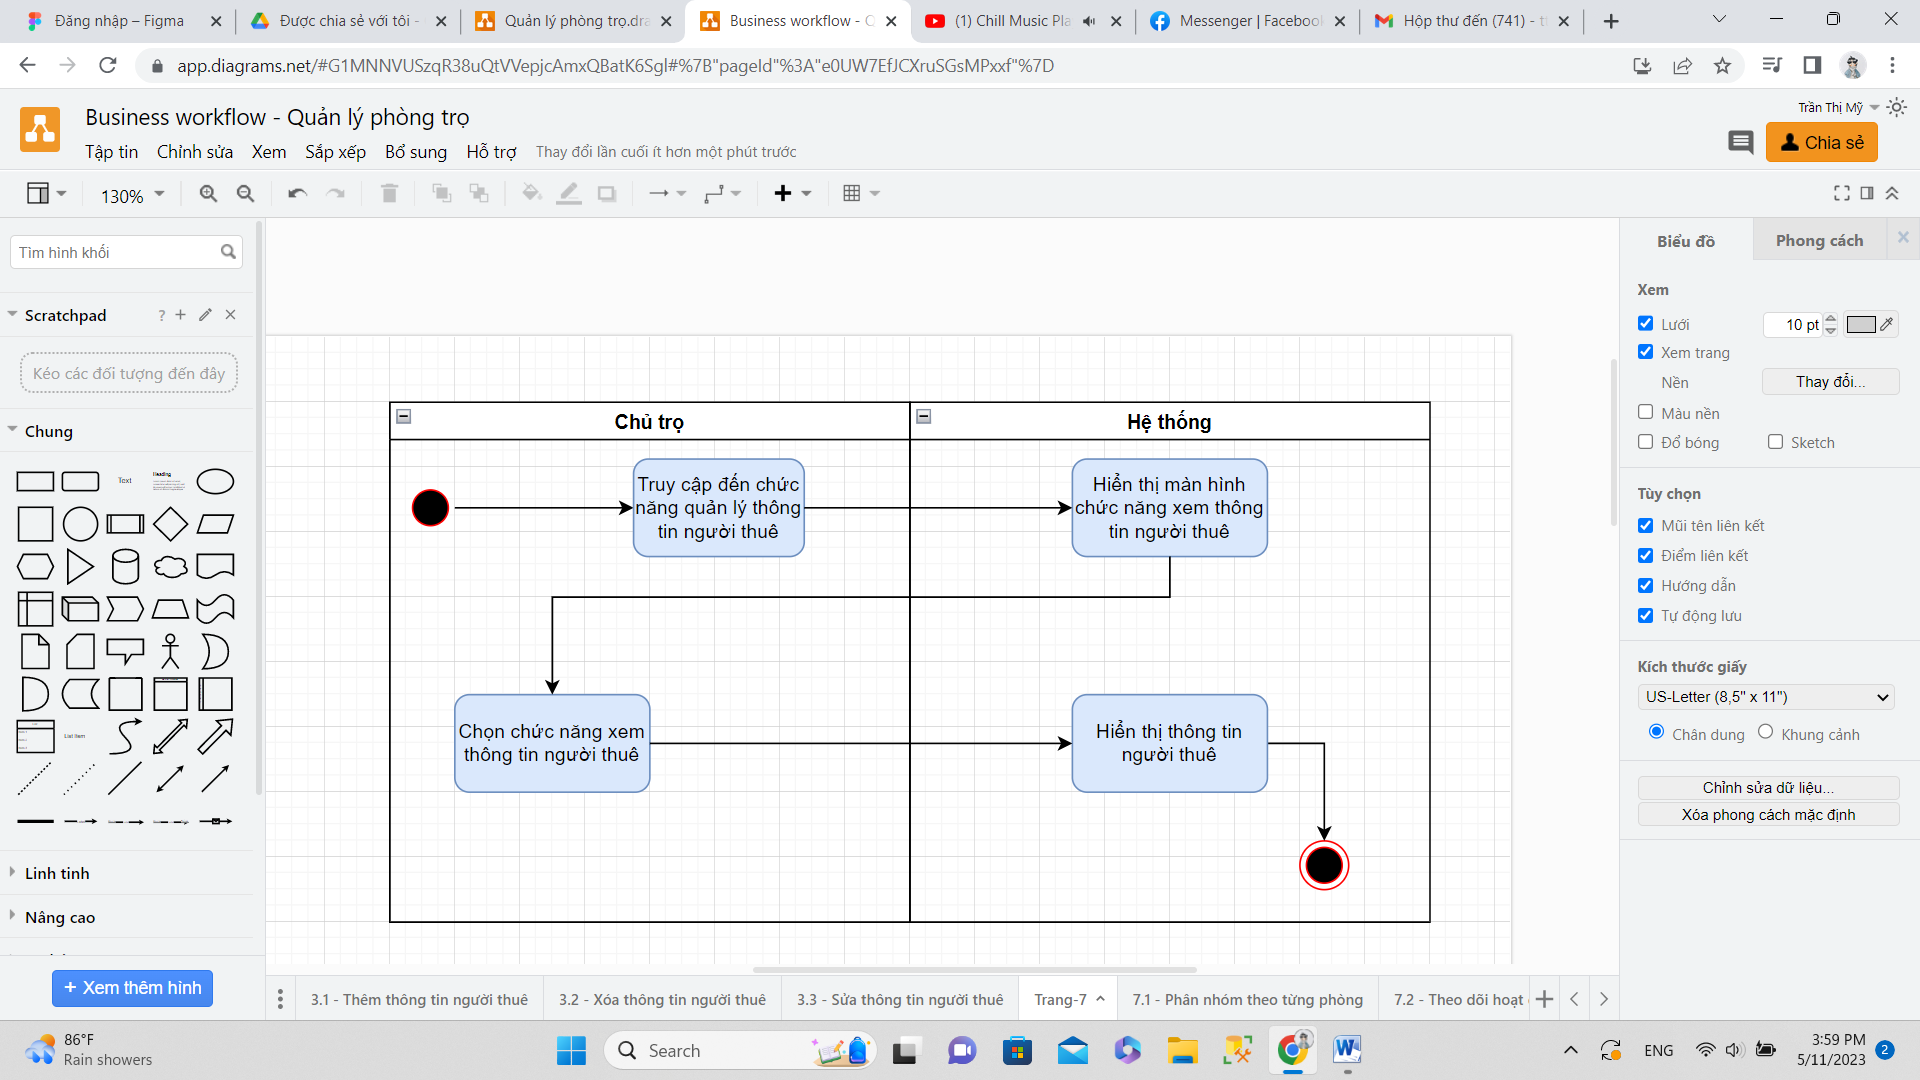 Đăng nhập – Figma
Được chia sẻ với tôi -
Quản lý phòng trọ.dra
Business workflow - Q
(1) Chill Music Pla
Messenger | Facebook
Hộp thư đến (741) - tt
app.diagrams.net/#G1MNNVUSzqR38uQtVVepjcAmxQBatK6Sgl#%7B"pageId"%3A"e0UW7EfJCXruSGsMPxxf"%7D
Business workflow - Quản lý phòng trọ
Trần Thị Mỹ
Tập tin Chỉnh sửa Xem Sắp xếp Bổ sung Hỗ trợ Thay đổi lần cuối ít hơn một phút trước
Chia sẻ
130%
Tìm hình khối
Scratchpad
?
Kéo các đối tượng đến đây
Chung
Text
Heading
List Item
Linh tinh
Nâng cao
+ Xem thêm hình
Chủ trọ
Hệ thống
Truy cập đến chức
năng quản lý thông
tin người thuê
Hiển thị màn hình
chức năng xem thông
tin người thuê
Chọn chức năng xem
thông tin người thuê
Hiển thị thông tin
người thuê
Biểu đồ
Phong cách
Xem
Lưới
10 pt
Xem trang
Nền
Thay đổi...
Màu nền
Đổ bóng
Sketch
Tùy chọn
Mũi tên liên kết
Điểm liên kết
Hướng dẫn
Tự động lưu
Kích thước giấy
US-Letter (8,5" x 11")
Chân dung
Khung cảnh
Chỉnh sửa dữ liệu...
Xóa phong cách mặc định
3.1 - Thêm thông tin người thuê
3.2 - Xóa thông tin người thuê
3.3 - Sửa thông tin người thuê
Trang-7
7.1 - Phân nhóm theo từng phòng
7.2 - Theo dõi hoạt
86°F
Rain showers
Search
ENG
3:59 PM
5/11/2023
2